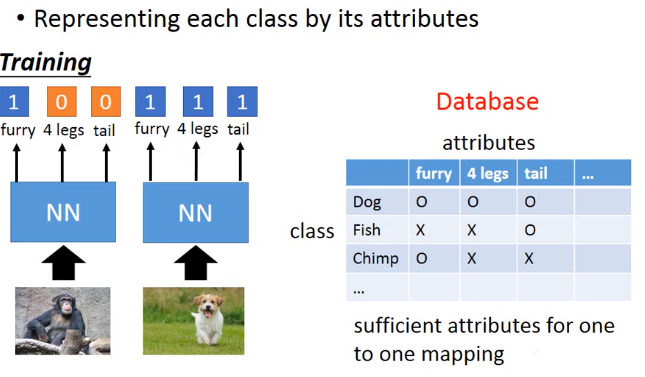 • Representing each class by its attributes
Training
1 0 0 1 1 1
furry 4 legs tail furry 4 legs tail
NN NN
Database
attributes
furry 4 legs tail ...
class
Dog O O O
Fish X X O
Chimp O X X
...
sufficient attributes for one
to one mapping